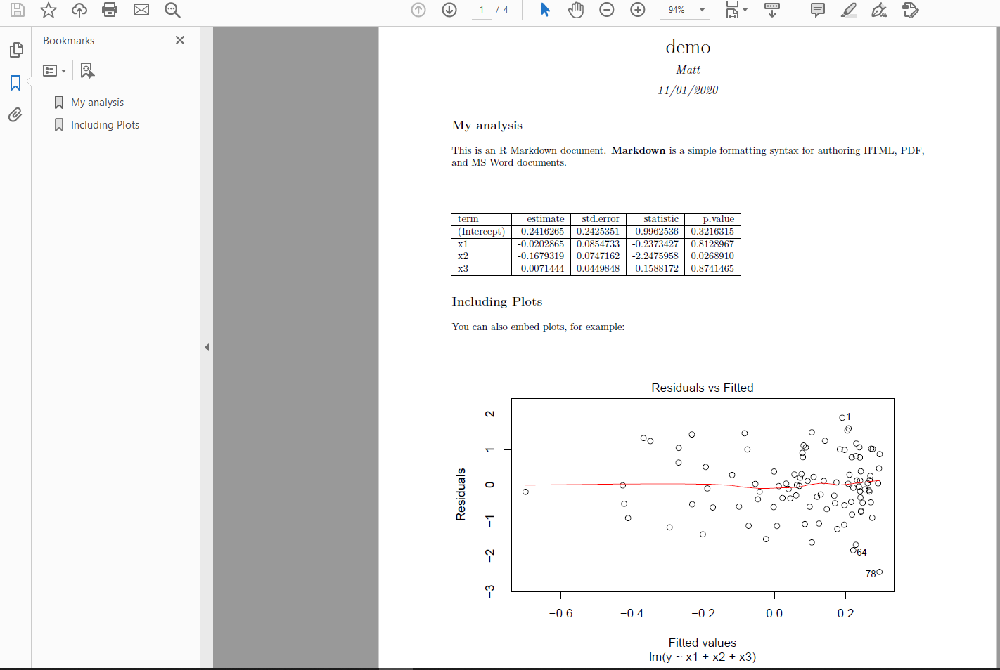 1 / 4
94%
Bookmarks
My analysis
Including Plots
demo
Matt
11/01/2020
My analysis
This is an R Markdown document. Markdown is a simple formatting syntax for authoring HTML, PDF,
and MS Word documents.
term estimate std.error statistic p.value
(Intercept) 0.2416265 0.2425351 0.9962536 0.3216315
x1 -0.0202865 0.0854733 -0.2373427 0.8128967
x2 -0.1679319 0.0747162 -2.2475958 0.0268910
x3 0.0071444 0.0449848 0.1588172 0.8741465
Including Plots
You can also embed plots, for example:
Residuals vs Fitted
Residuals
2
1
0
−1
−2
−3
1
64
78
−0.6 −0.4 −0.2 0.0 0.2
Fitted values
lm(y ~ x1 + x2 + x3)